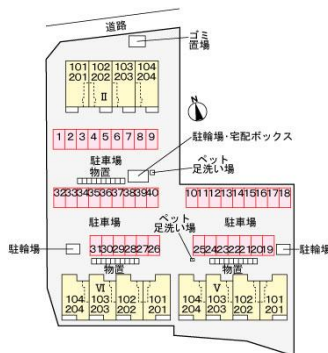 道路
ゴミ
置場
101 102 103 104
201 202 203 204
II
N
1 2 3 4 5 6 7 8 9
駐輪場・宅配ボックス
駐車場
物置
ペット
足洗い場
32 33 34 35 36 37 38 39 40
10 11 12 13 14 15 16 17 18
駐車場
駐車場
ペット
足洗い場
駐輪場
31 30 29 28 27 26
25 24 23 22 21 20 19
駐輪場
物置
物置
VI
V
104 103 102 101
204 203 202 201
104 103 102 101
204 203 202 201